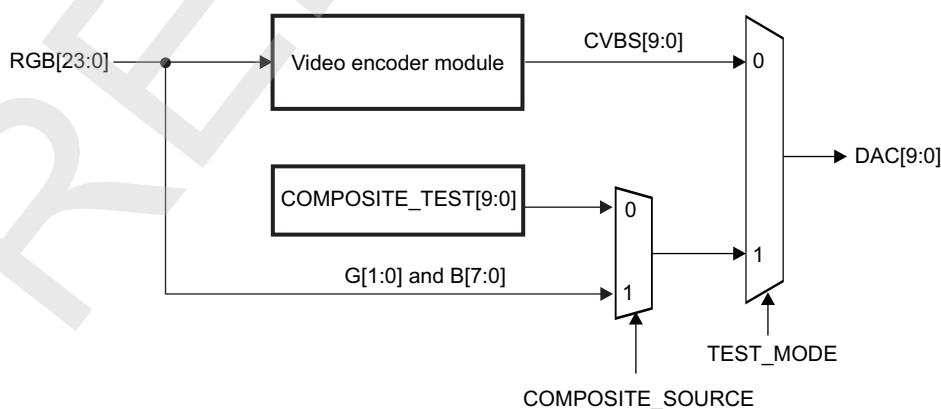 CVBS[9:0]
RGB[23:0]
Video encoder module
0
DAC[9:0]
COMPOSITE_TEST[9:0]
0
1
G[1:0] and B[7:0]
1
TEST_MODE
COMPOSITE_SOURCE